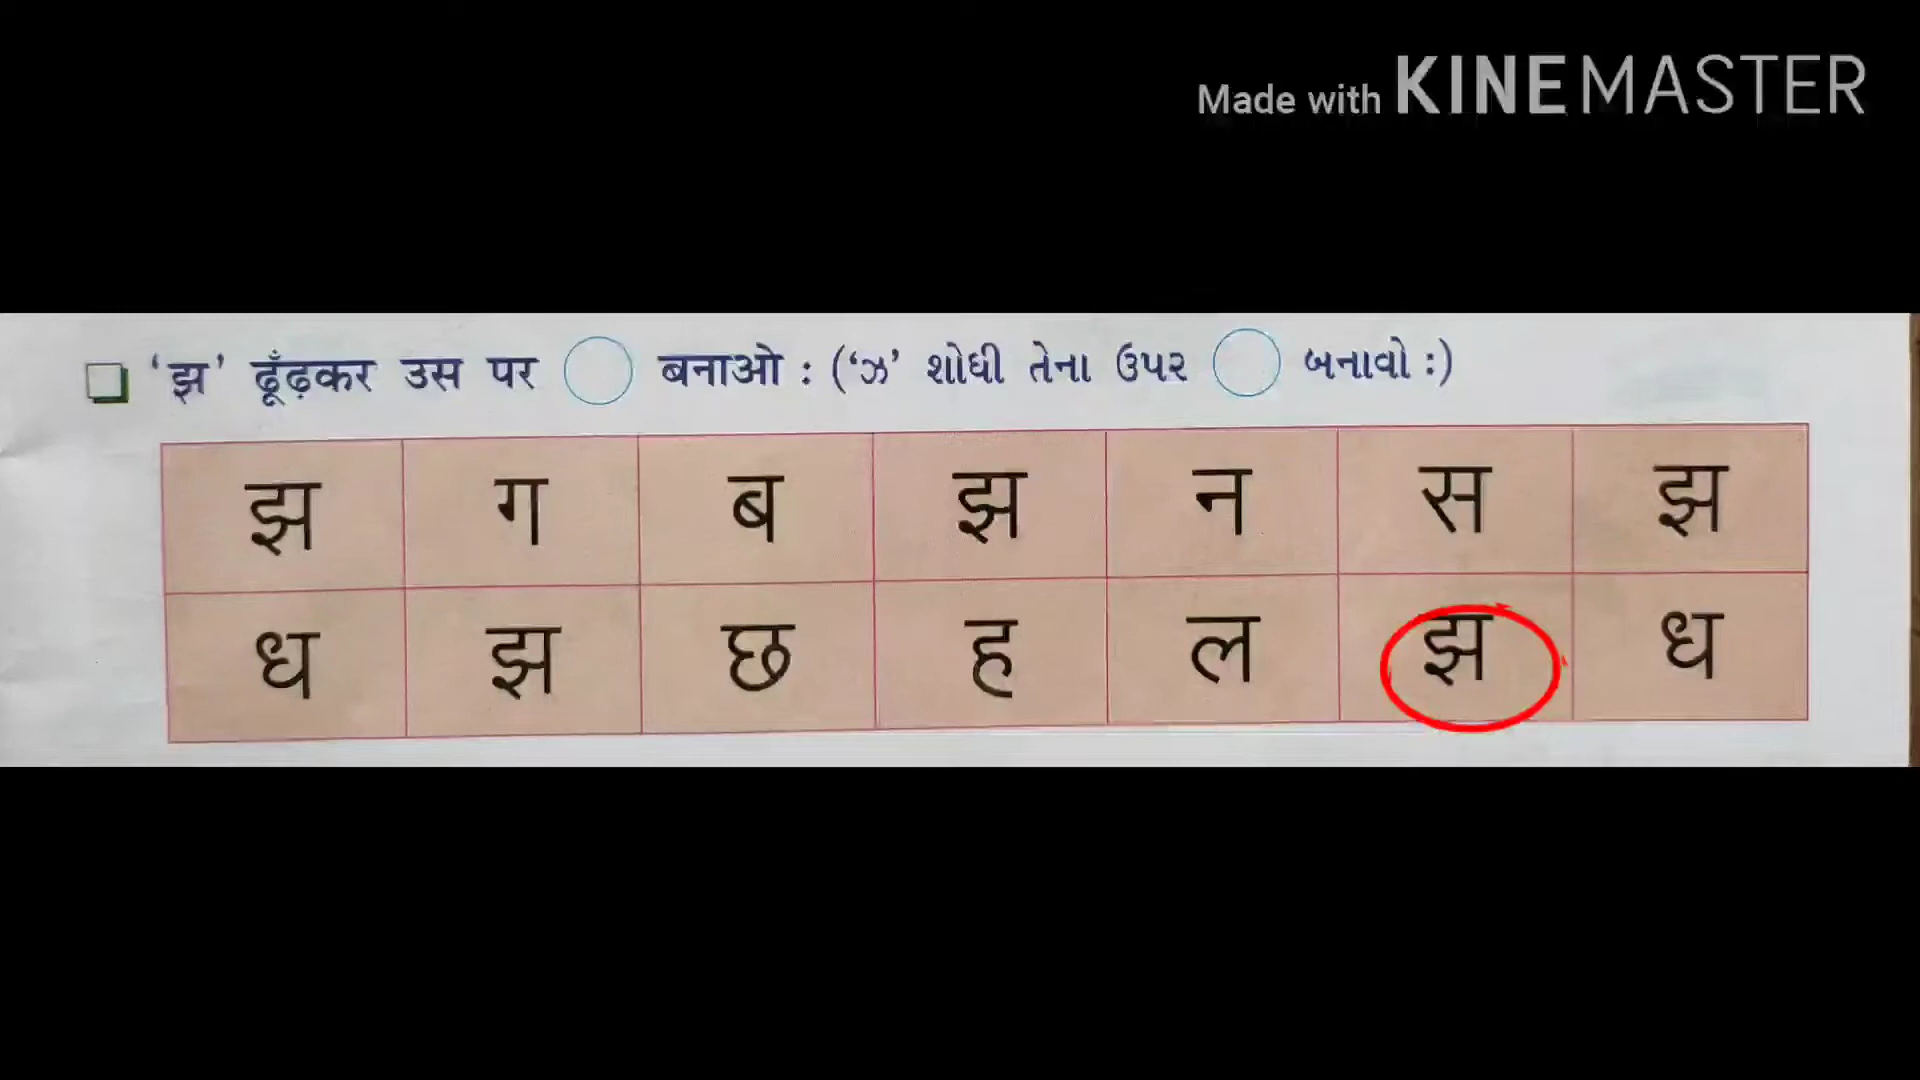 Made with KINEMASTER
'झ' ढूँढ़कर उस पर बनाओ : ('ઝ' શોધી તેના ઉપર બનાવો :)
झ ग ब झ न स झ
ध झ छ ह ल झ ध